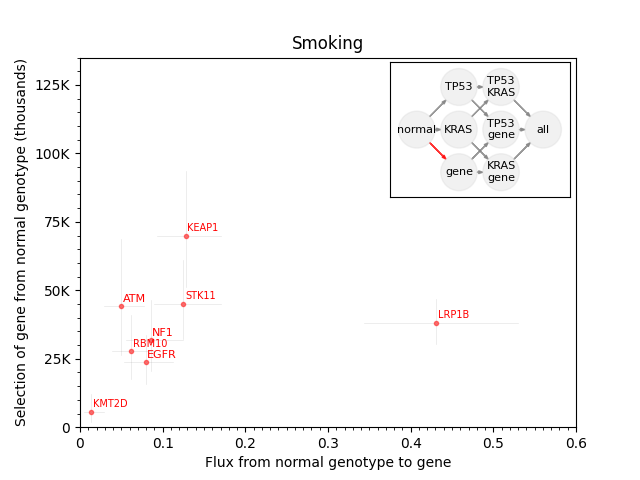 Smoking
Selection of gene from normal genotype (thousands)
125K
100K
75K
50K
25K
0
TP53
TP53
KRAS
normal
KRAS
TP53
gene
all
gene
KRAS
gene
KEAP1
ATM
STK11
LRP1B
NF1
RBM10
EGFR
KMT2D
0
0.1
0.2
0.3
0.4
0.5
0.6
Flux from normal genotype to gene